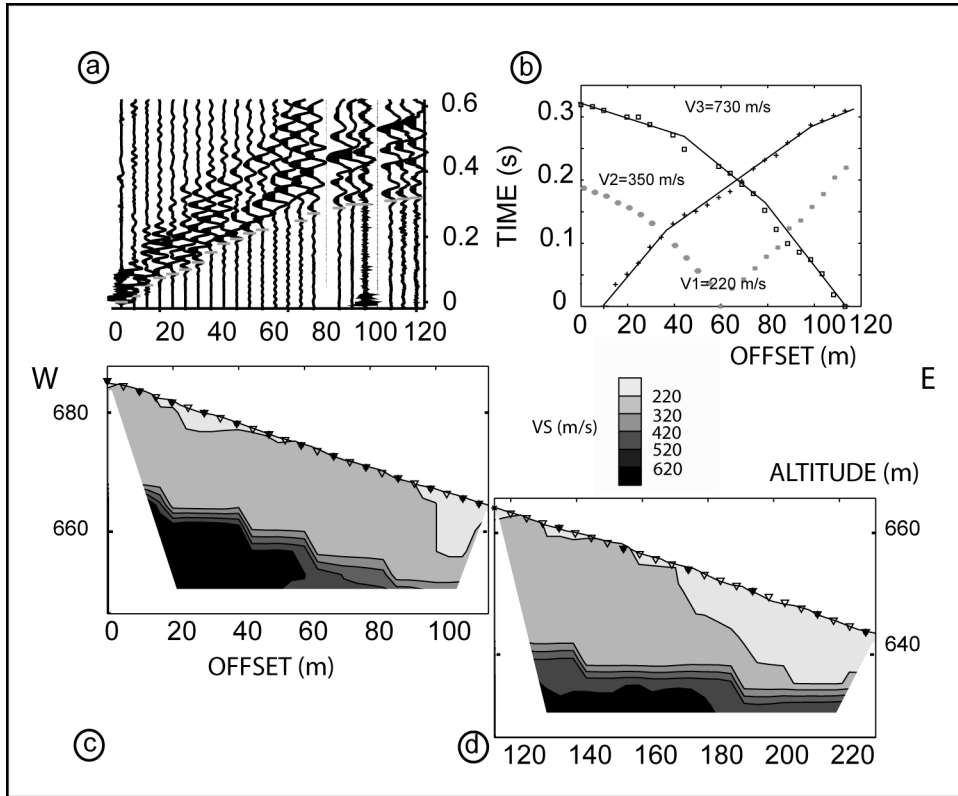 a
0.6
0.4
0.2
0
0 20 40 60 80 100 120
b
TIME (s)
0.3
0.2
0.1
0
V3=730 m/s
V2=350 m/s
V1=220 m/s
0 20 40 60 80 100 120
OFFSET (m)
W
E
680
660
0 20 40 60 80 100
OFFSET (m)
c
VS (m/s)
220
320
420
520
620
ALTITUDE (m)
660
640
120 140 160 180 200 220
d